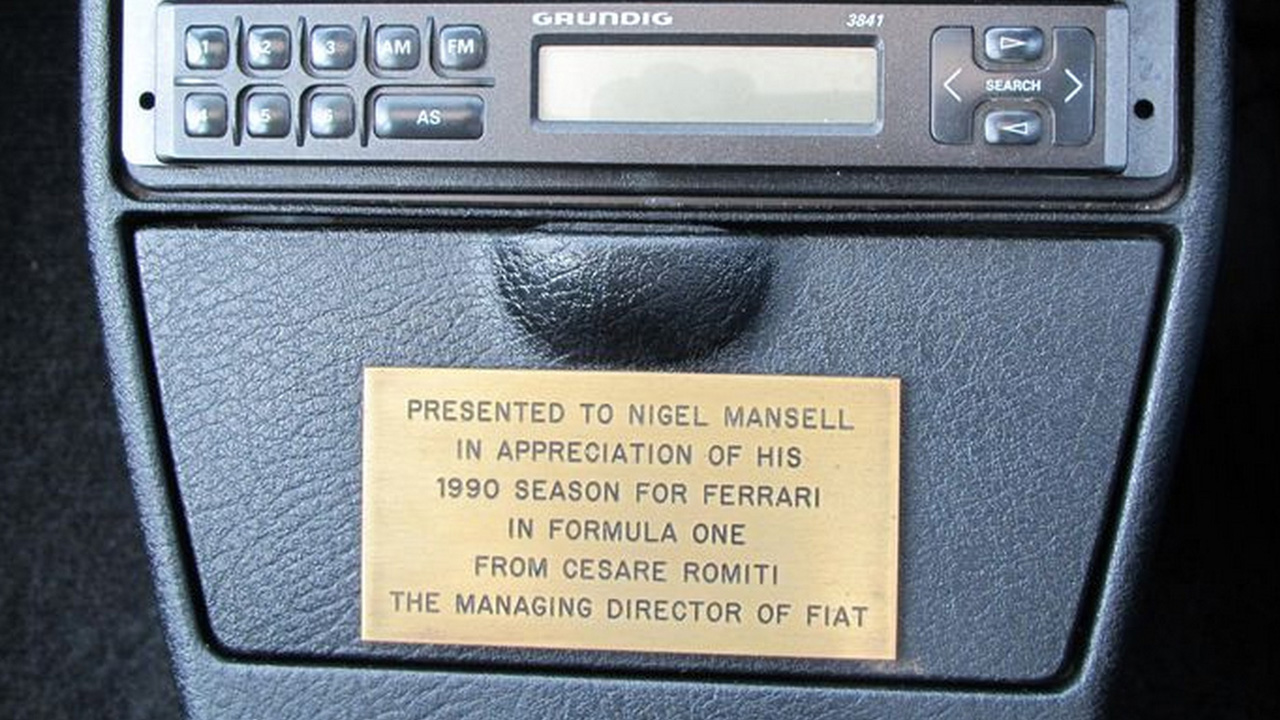 GRUNDIG 3841
1 2 3 AM FM
4 5 6 AS
SEARCH
PRESENTED TO NIGEL MANSELL
IN APPRECIATION OF HIS
1990 SEASON FOR FERRARI
IN FORMULA ONE
FROM CESARE ROMITI
THE MANAGING DIRECTOR OF FIAT